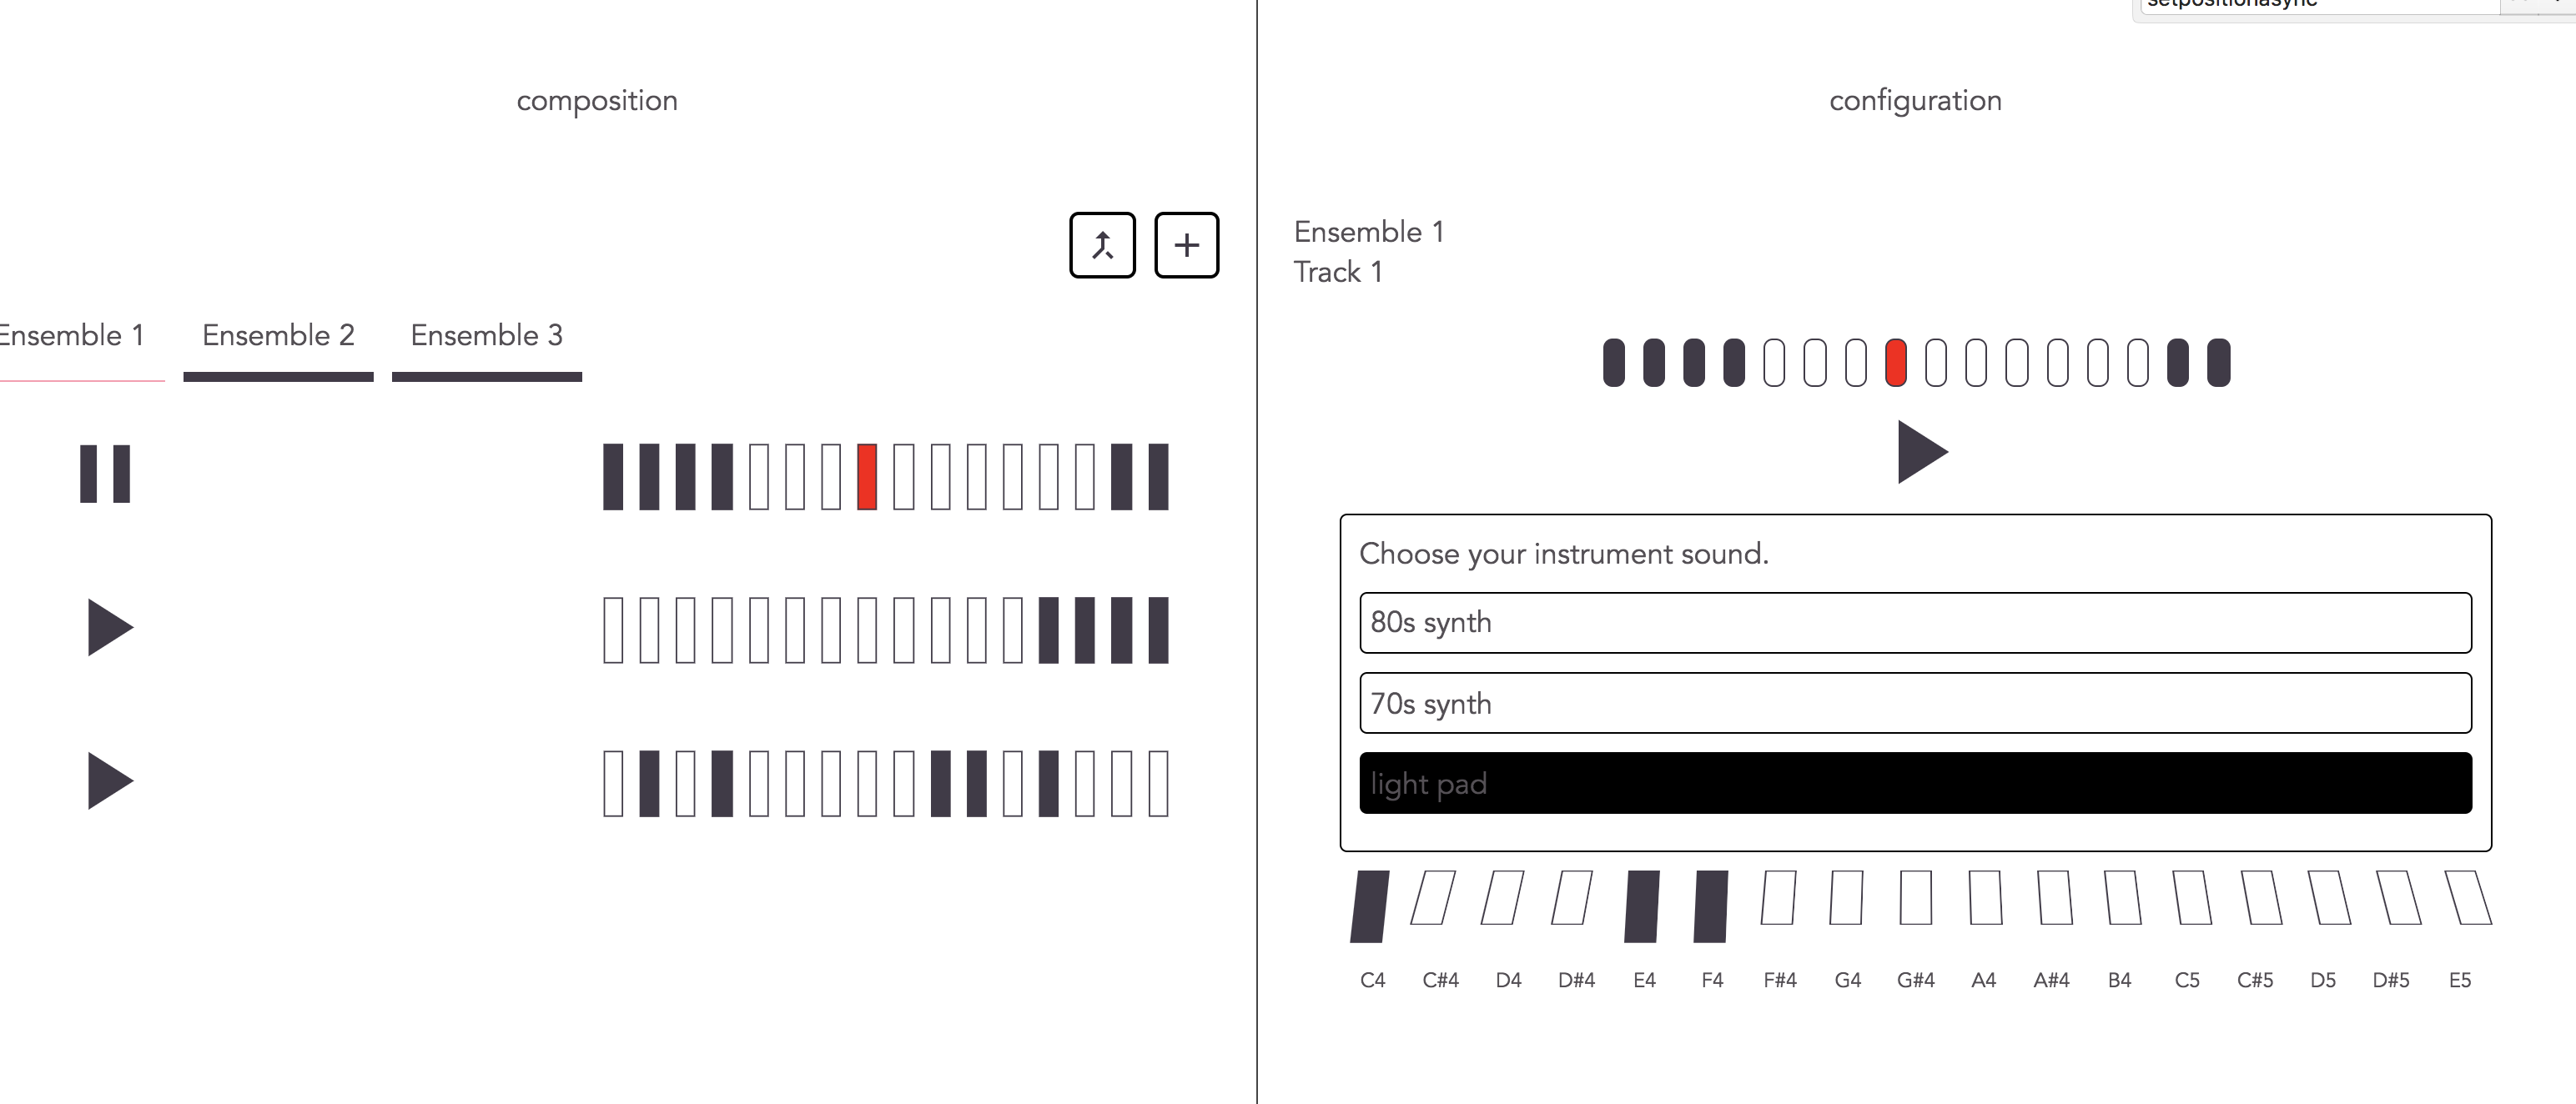 setpositionasync
composition
configuration
Ensemble 1
Track 1
Ensemble 1 Ensemble 2 Ensemble 3
Choose your instrument sound.
80s synth
70s synth
light pad
C4 C#4 D4 D#4 E4 F4 F#4 G4 G#4 A4 A#4 B4 C5 C#5 D5 D#5 E5